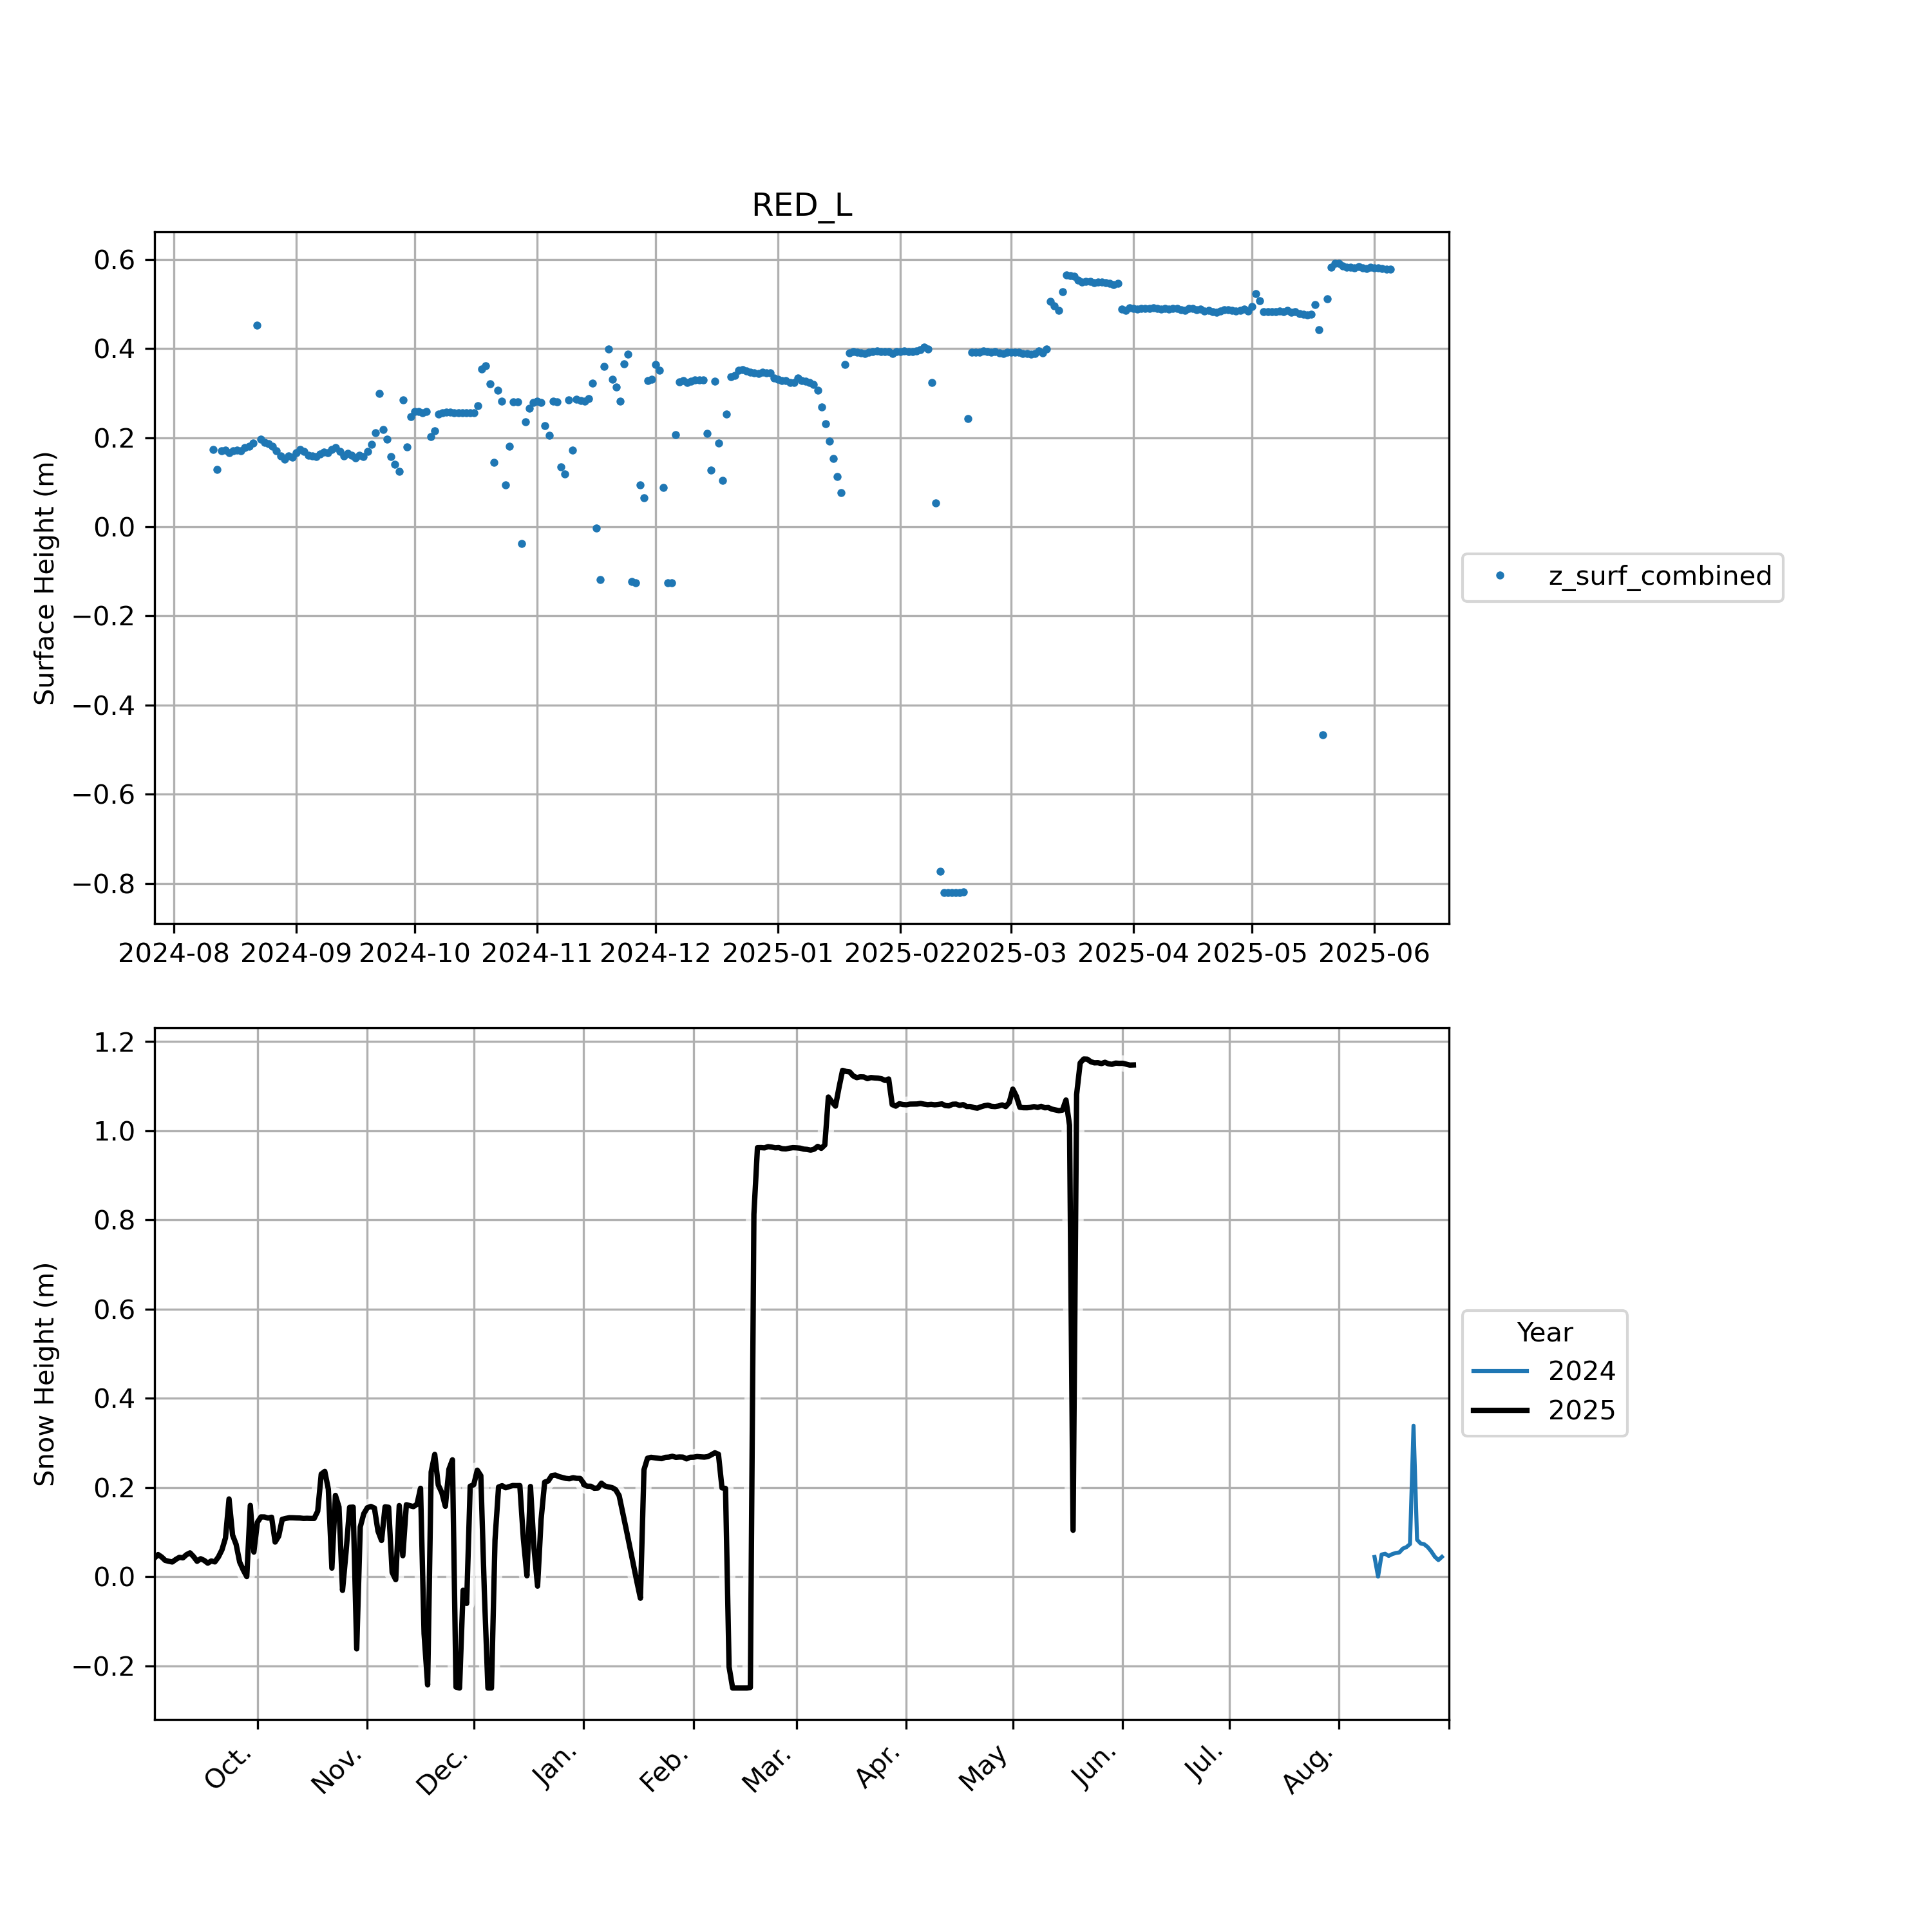 RED_L
Surface Height (m)
0.6
0.4
0.2
0.0
−0.2
−0.4
−0.6
−0.8
2024-08 2024-09 2024-10 2024-11 2024-12 2025-01 2025-02 2025-03 2025-04 2025-05 2025-06
z_surf_combined
Snow Height (m)
1.2
1.0
0.8
0.6
0.4
0.2
0.0
−0.2
Oct. Nov. Dec. Jan. Feb. Mar. Apr. May Jun. Jul. Aug.
Year
2024
2025